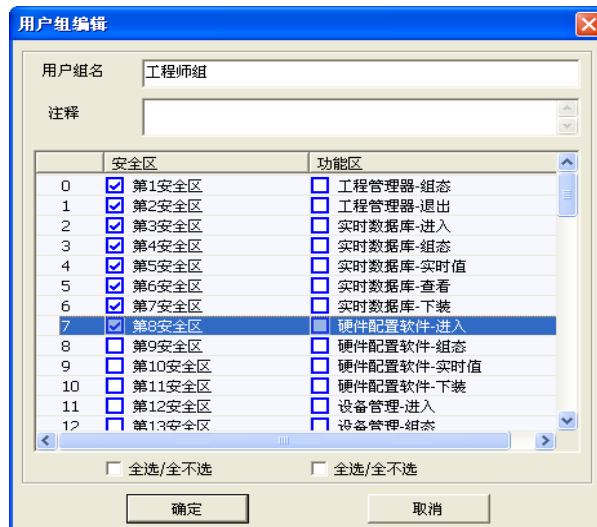 用户组编辑
用户组名 工程师组
注释
安全区 功能区
0 第1安全区 工程管理器-组态
1 第2安全区 工程管理器-退出
2 第3安全区 实时数据库-进入
3 第4安全区 实时数据库-组态
4 第5安全区 实时数据库-实时值
5 第6安全区 实时数据库-查看
6 第7安全区 实时数据库-下装
7 第8安全区 硬件配置软件-进入
8 第9安全区 硬件配置软件-组态
9 第10安全区 硬件配置软件-实时值
10 第11安全区 硬件配置软件-下装
11 第12安全区 设备管理-进入
12 第13安全区 设备管理-组态
全选/全不选 全选/全不选
确定 取消